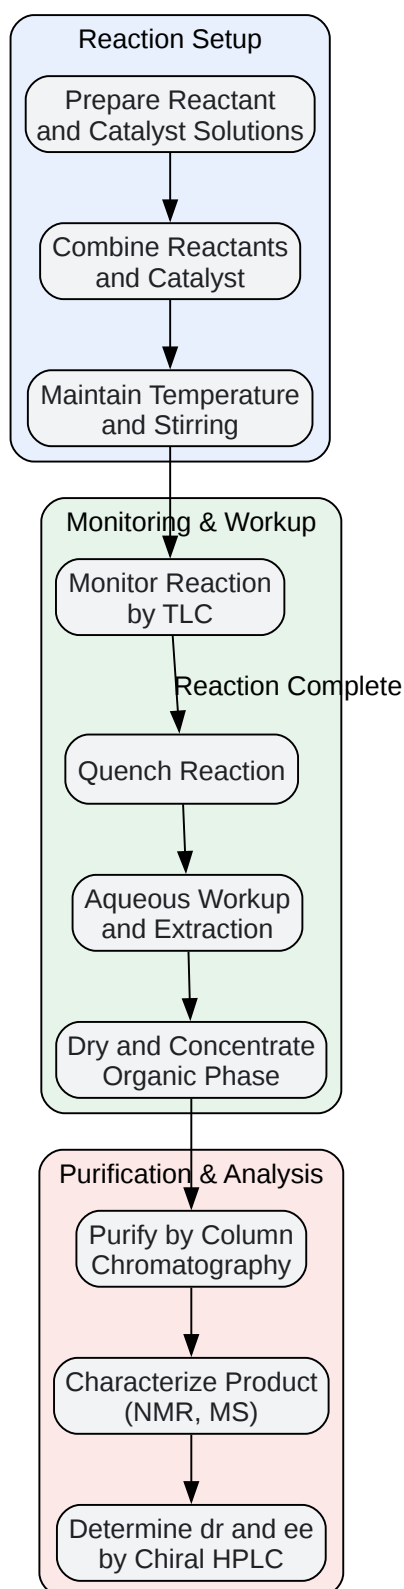 Reaction Setup
Prepare Reactant
and Catalyst Solutions
Combine Reactants
and Catalyst
Maintain Temperature
and Stirring
Monitoring & Workup
Monitor Reaction
by TLC
Reaction Complete
Quench Reaction
Aqueous Workup
and Extraction
Dry and Concentrate
Organic Phase
Purification & Analysis
Purify by Column
Chromatography
Characterize Product
(NMR, MS)
Determine dr and ee
by Chiral HPLC